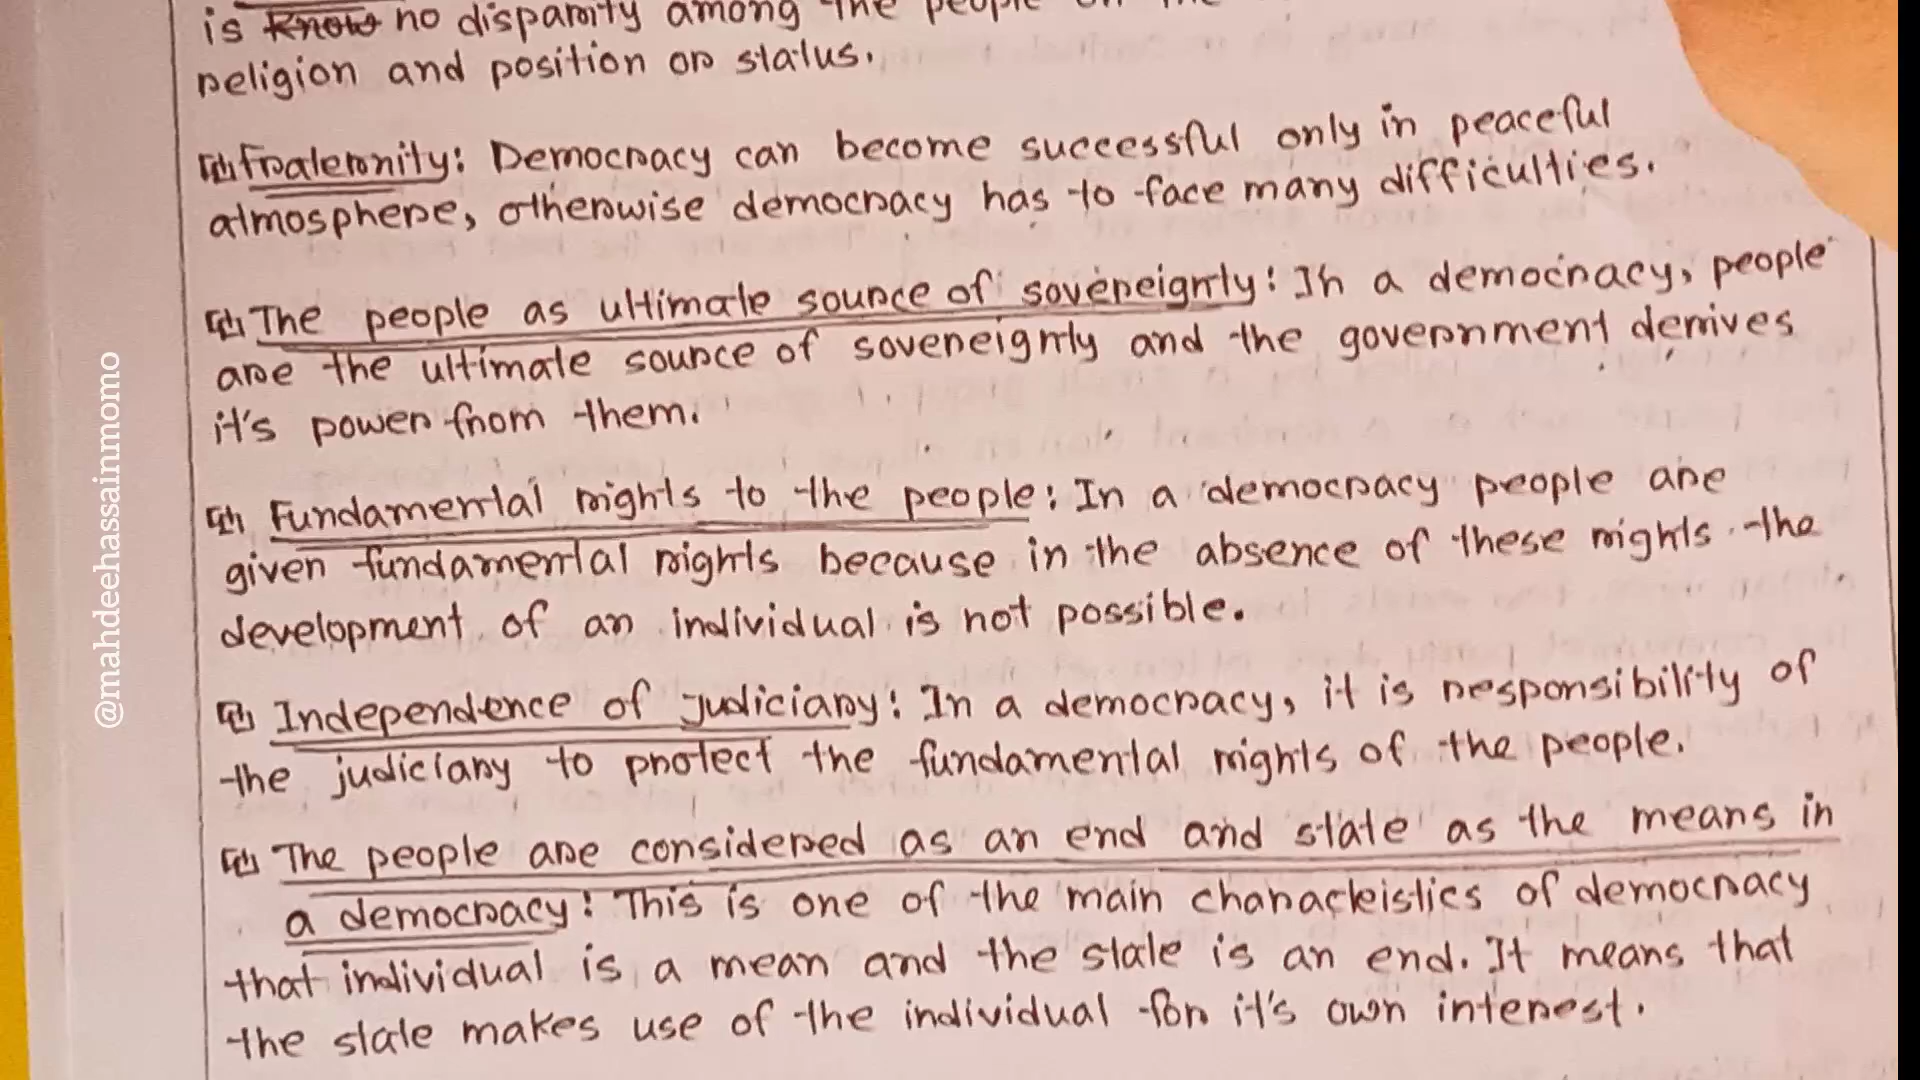 is know no disparity among the people on the
religion and position or status.
Fraternity: Democracy can become successful only in peaceful
atmosphere, otherwise democracy has to face many difficulties.
The people as ultimate source of sovereignty: In a democracy, people
are the ultimate source of sovereignty and the government derives
it's power from them.
Fundamental rights to the people: In a democracy people are
given fundamental rights because in the absence of these rights the
development of an individual is not possible.
Independence of judiciary: In a democracy, it is responsibility of
the judiciary to protect the fundamental rights of the people.
The people are considered as an end and state as the means in
a democracy: This is one of the main characteistics of democracy
that individual is a mean and the state is an end. It means that
the state makes use of the individual for it's own interest.
@mahdeehassainmomo